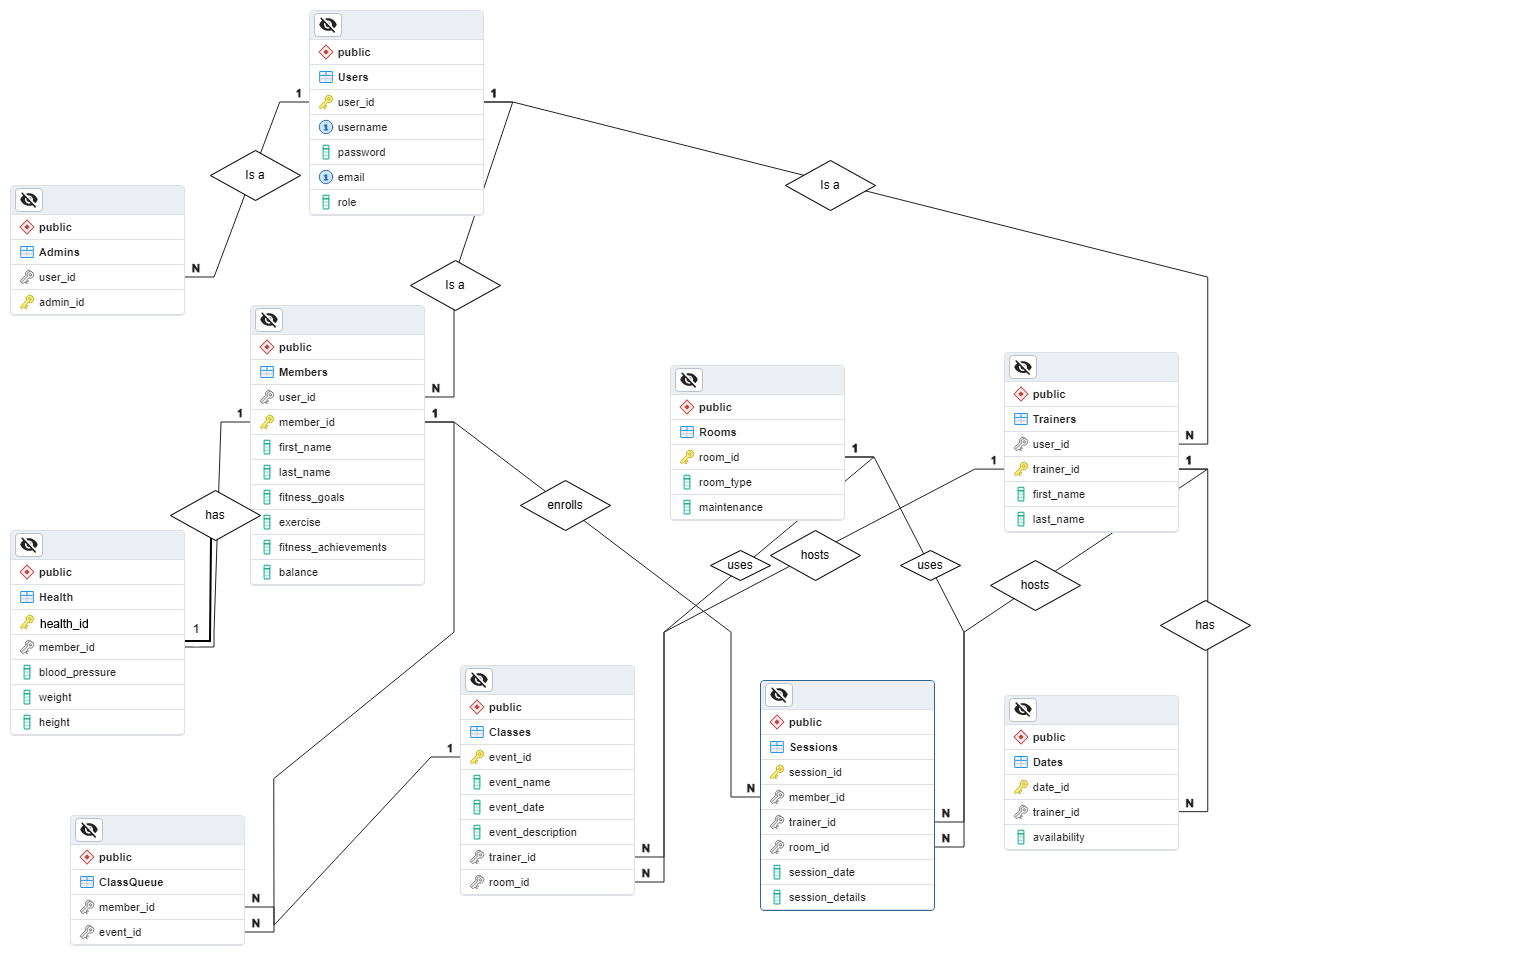 public
Users
user_id
username
password
email
role
1
1
Is a
Is a
Is a
public
Admins
user_id
admin_id
N
public
Members
user_id
member_id
first_name
last_name
fitness_goals
exercise
fitness_achievements
balance
N
1
1
has
enrolls
public
Rooms
room_id
room_type
maintenance
1
public
Trainers
user_id
trainer_id
first_name
last_name
N
1
1
uses
hosts
uses
hosts
has
public
Health
health_id
member_id
blood_pressure
weight
height
1
public
Classes
event_id
event_name
event_date
event_description
trainer_id
room_id
1
N
N
public
Sessions
session_id
member_id
trainer_id
room_id
session_date
session_details
N
N
N
public
Dates
date_id
trainer_id
availability
N
public
ClassQueue
member_id
event_id
N
N